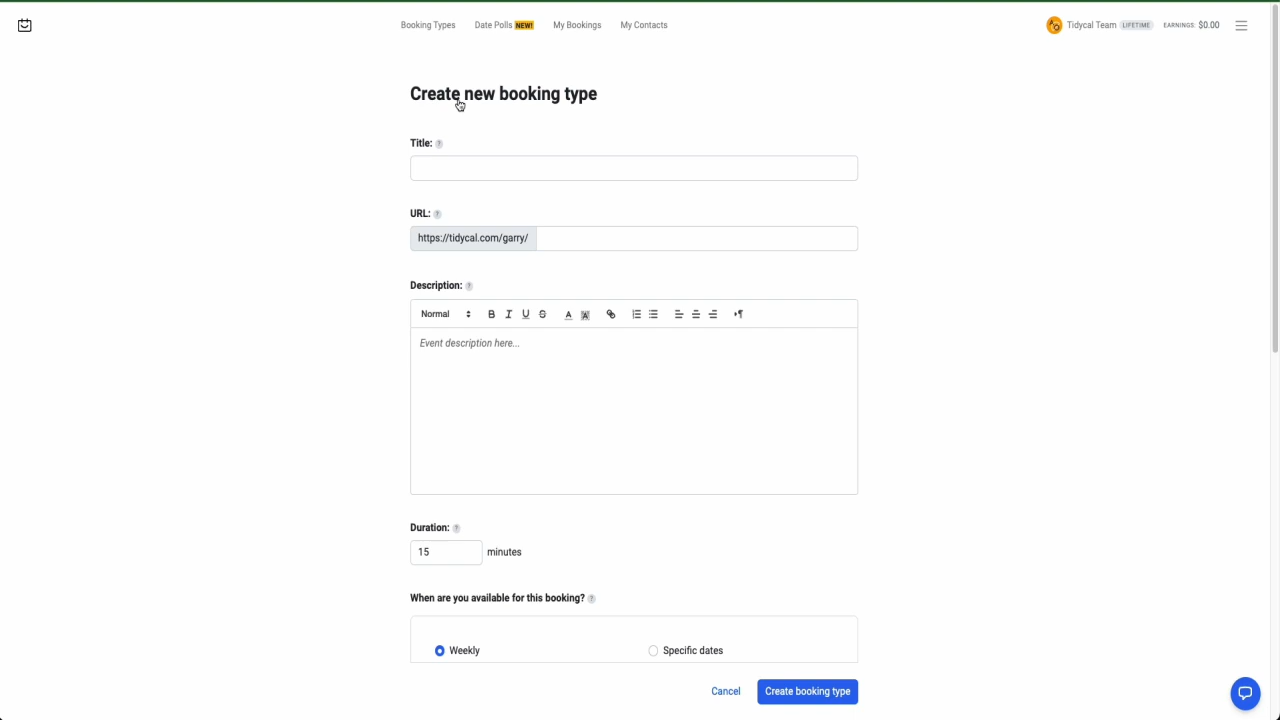 Booking Types Date Polls NEW! My Bookings My Contacts Tidycal Team LIFETIME EARNINGS: $0.00
Create new booking type
Title: ?
URL: ?
https://tidycal.com/garry/
Description: ?
Normal B I U S A A
Event description here...
Duration: ?
15 minutes
When are you available for this booking? ?
Weekly Specific dates
Cancel Create booking type